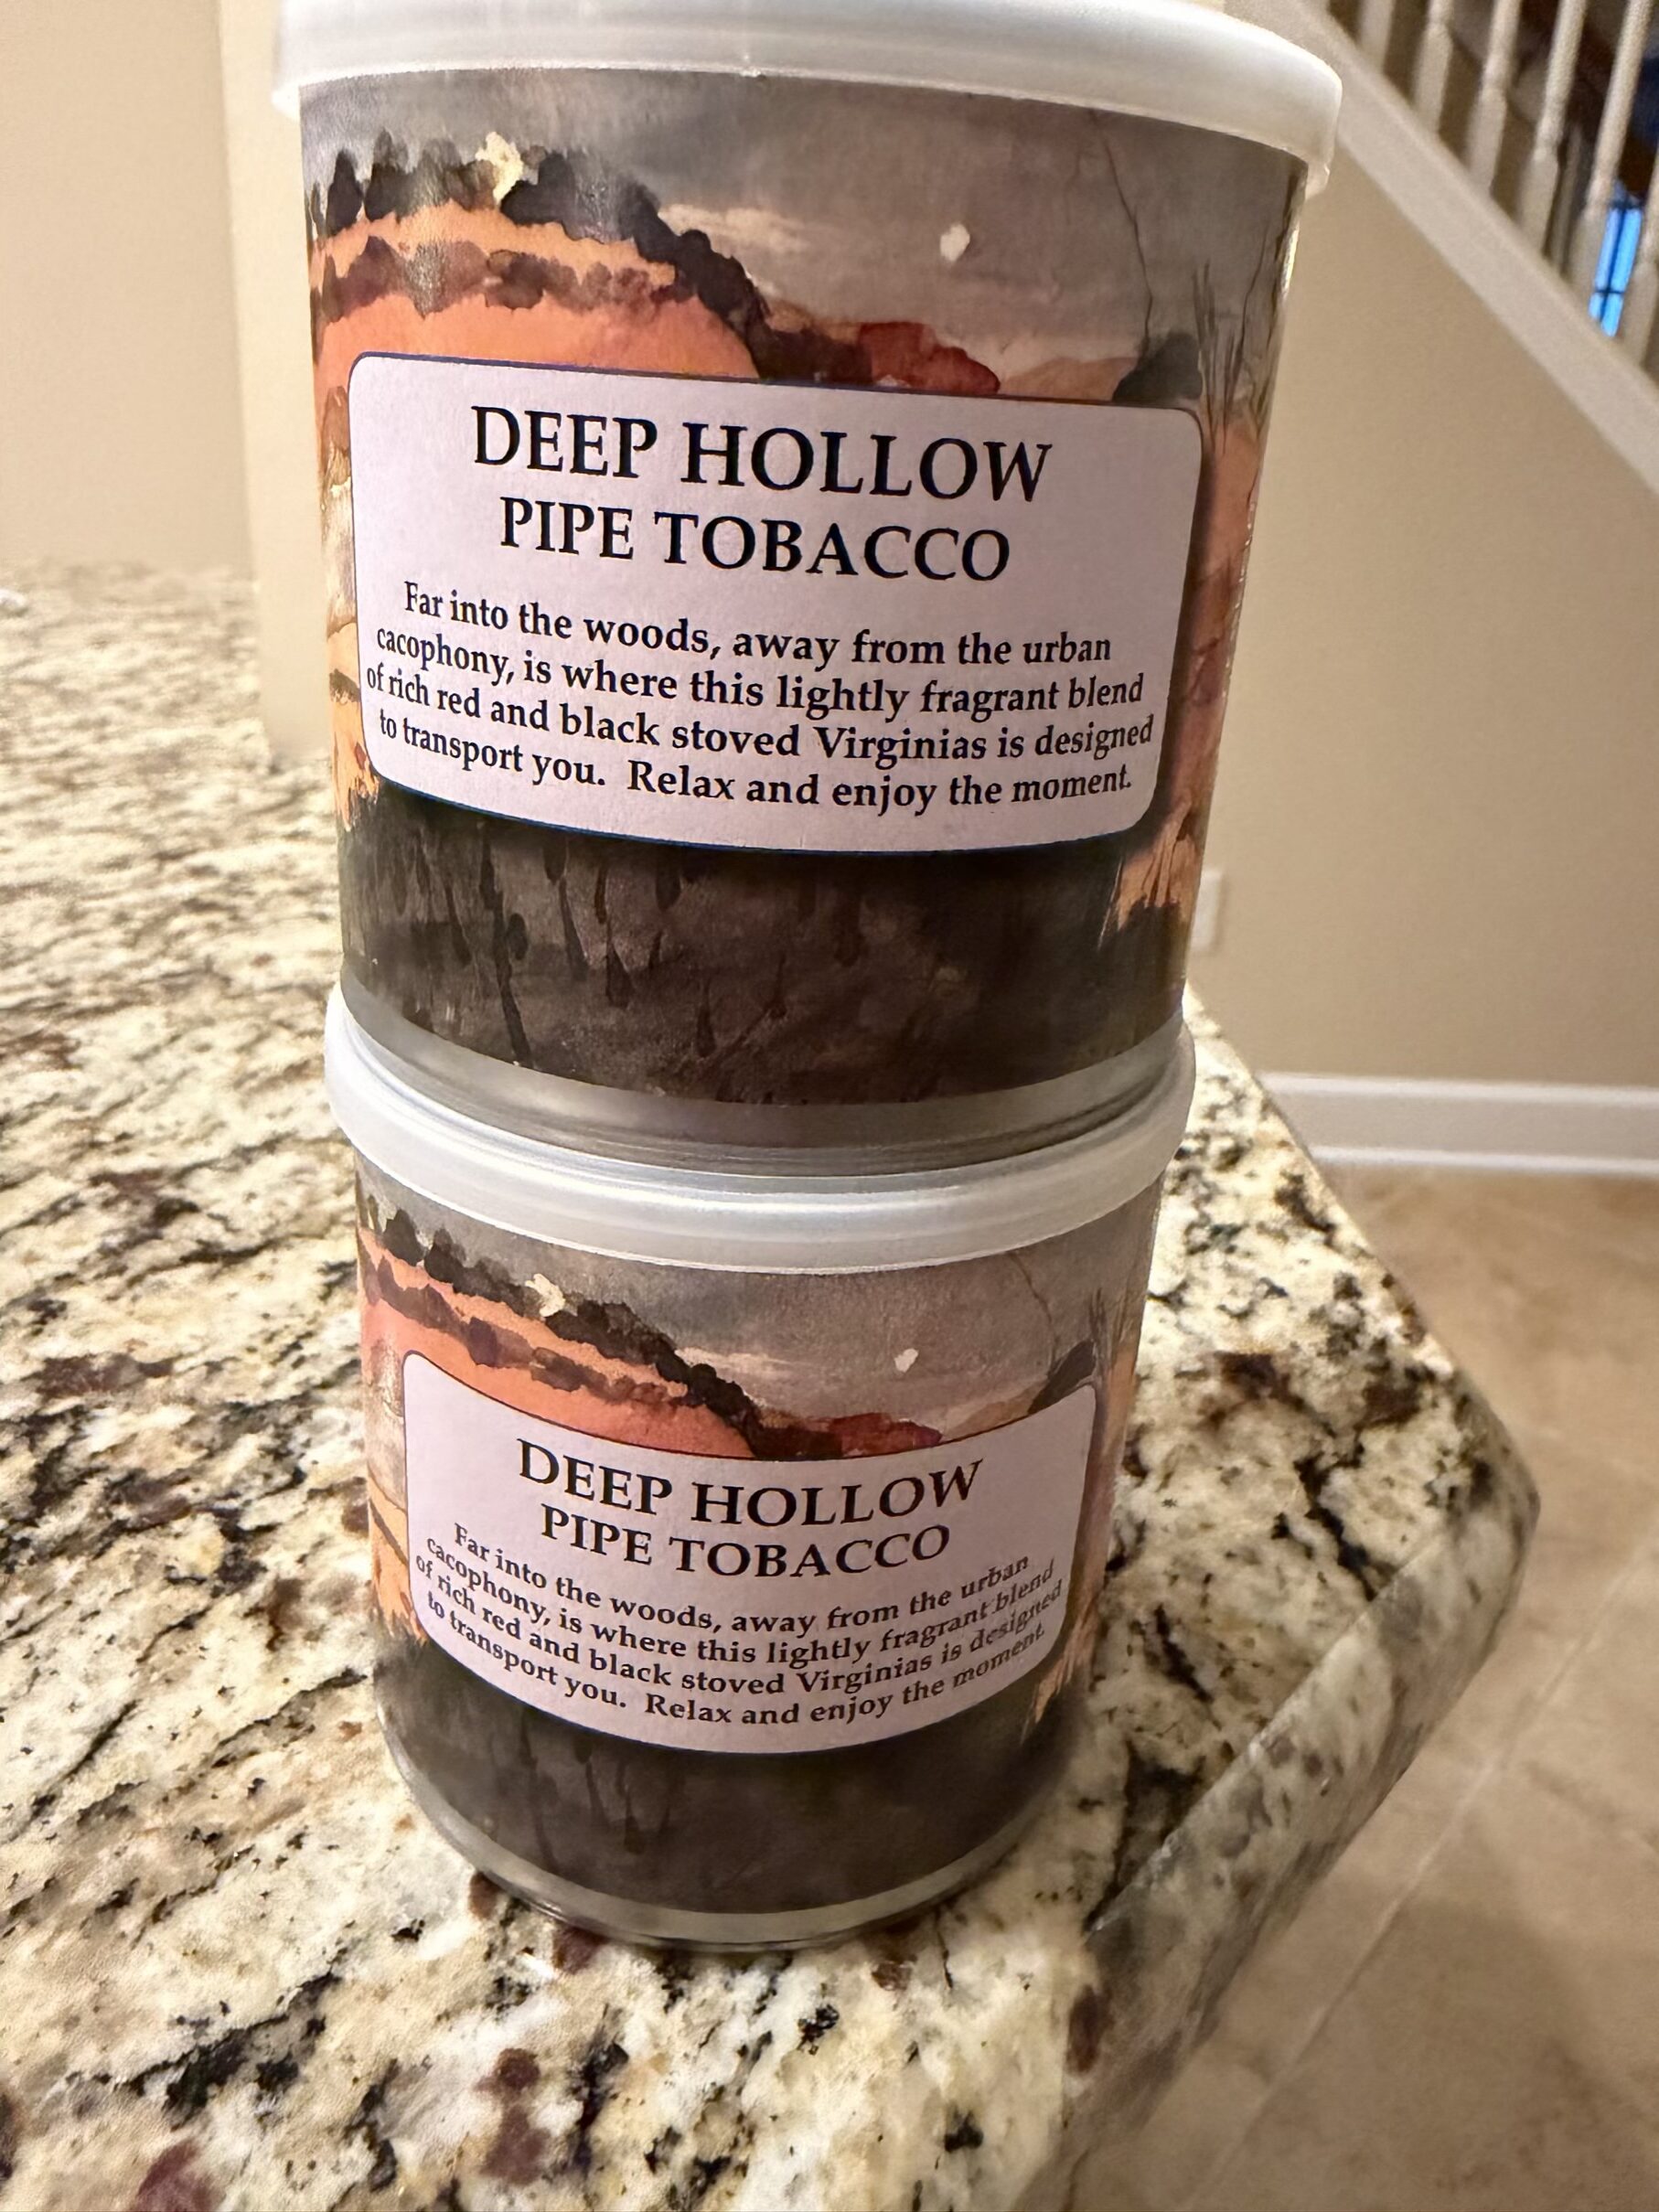 DEEP HOLLOW
PIPE TOBACCO
Far into the woods, away from the urban
cacophony, is where this lightly fragrant blend
of rich red and black stoved Virginias is designed
to transport you. Relax and enjoy the moment.
DEEP HOLLOW
PIPE TOBACCO
Far into the woods, away from the urban
cacophony, is where this lightly fragrant blend
of rich red and black stoved Virginias is designed
to transport you. Relax and enjoy the moment.